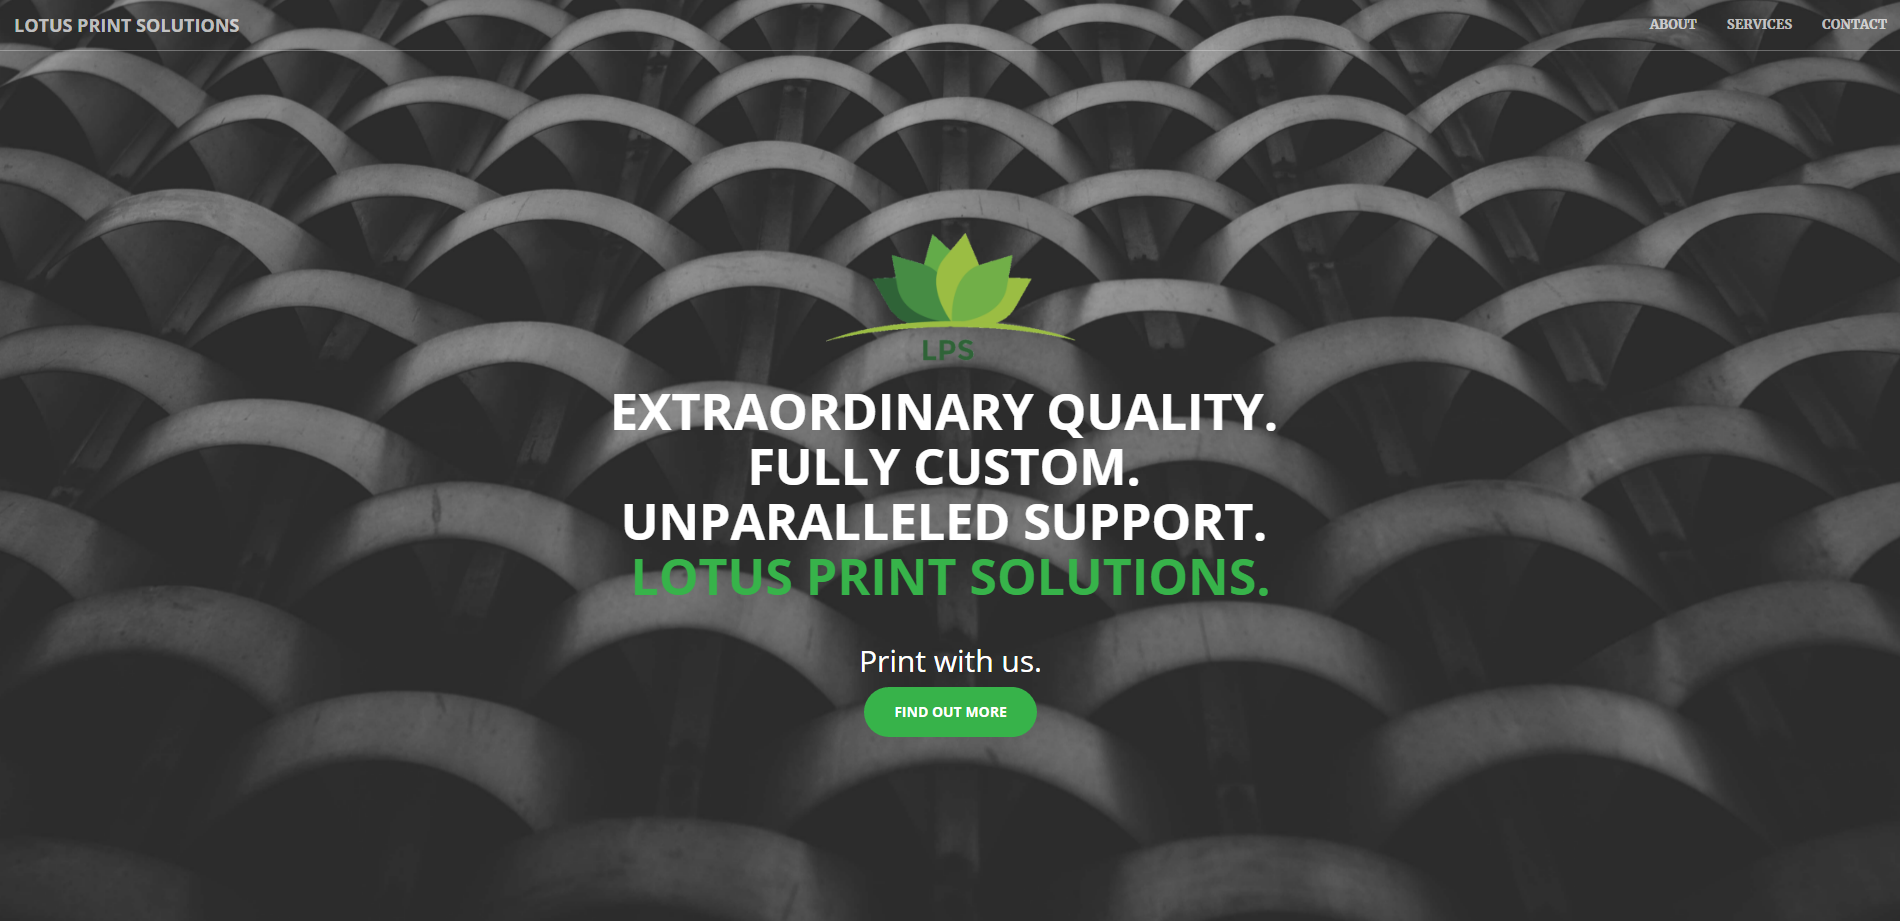 LOTUS PRINT SOLUTIONS
ABOUT SERVICES CONTACT
LPS
EXTRAORDINARY QUALITY.
FULLY CUSTOM.
UNPARALLELED SUPPORT.
LOTUS PRINT SOLUTIONS.
Print with us.
FIND OUT MORE